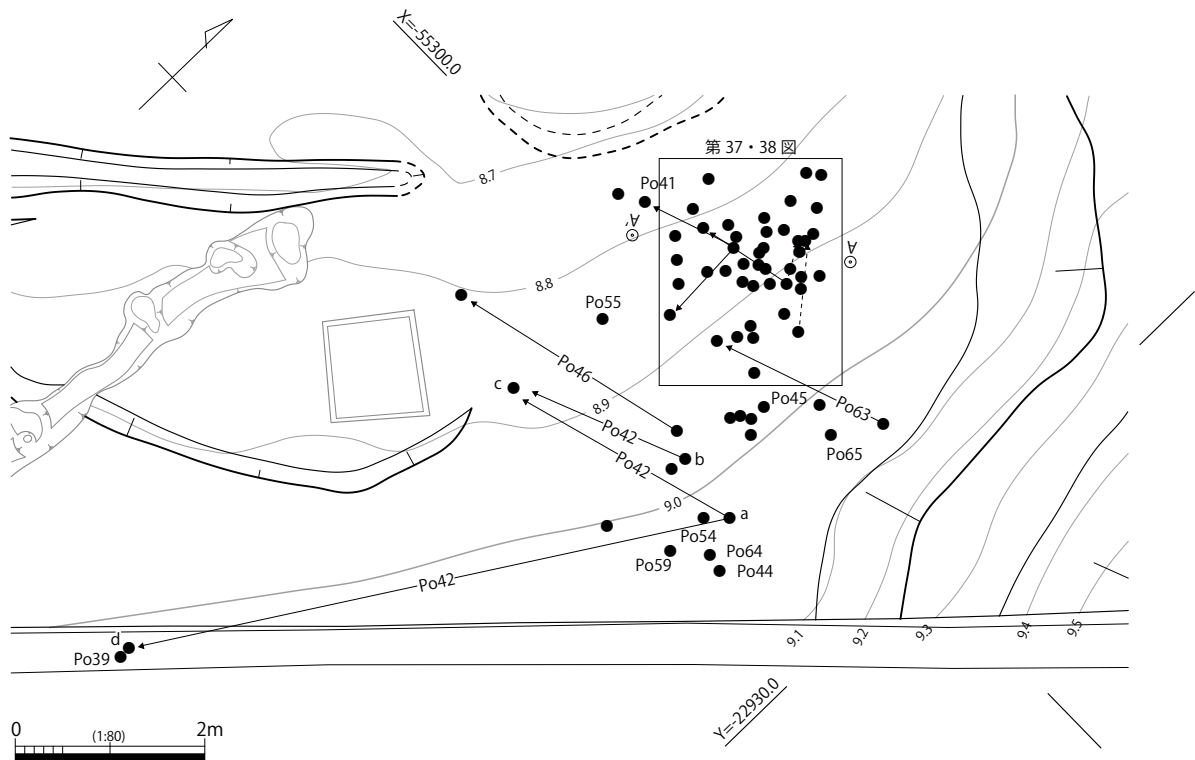 X=-55300.0
第 37・38 図
8.7
Po41
A'
A
8.8
Po55
Po46
c
8.9
Po45
Po63
Po42
b
Po65
Po42
9.0
a
Po54
Po64
Po59
Po44
Po42
d
Po39
9.1
9.2
9.3
9.4
9.5
Y=-22930.0
0
(1:80)
2m